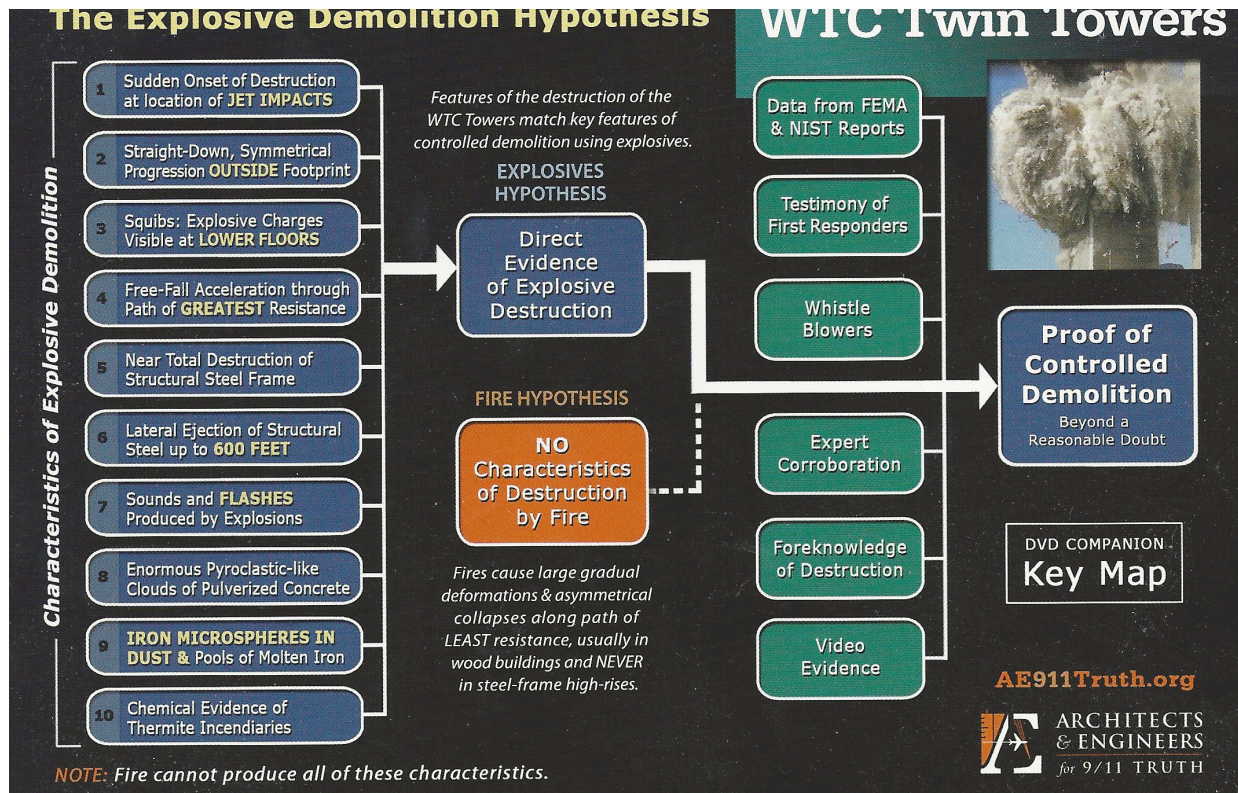 The Explosive Demolition Hypothesis
WTC Twin Towers
Characteristics of Explosive Demolition
1
Sudden Onset of Destruction
at location of JET IMPACTS
2
Straight-Down, Symmetrical
Progression OUTSIDE Footprint
3
Squibs: Explosive Charges
Visible at LOWER FLOORS
4
Free-Fall Acceleration through
Path of GREATEST Resistance
5
Near Total Destruction of
Structural Steel Frame
6
Lateral Ejection of Structural
Steel up to 600 FEET
7
Sounds and FLASHES
Produced by Explosions
8
Enormous Pyroclastic-like
Clouds of Pulverized Concrete
9
IRON MICROSPHERES IN
DUST & Pools of Molten Iron
10
Chemical Evidence of
Thermite Incendiaries
NOTE: Fire cannot produce all of these characteristics.
Features of the destruction of the
WTC Towers match key features of
controlled demolition using explosives.
EXPLOSIVES
HYPOTHESIS
Direct
Evidence
of Explosive
Destruction
FIRE HYPOTHESIS
NO
Characteristics
of Destruction
by Fire
Fires cause large gradual
deformations & asymmetrical
collapses along path of
LEAST resistance, usually in
wood buildings and NEVER
in steel-frame high-rises.
Data from FEMA
& NIST Reports
Testimony of
First Responders
Whistle
Blowers
Expert
Corroboration
Foreknowledge
of Destruction
Video
Evidence
Proof of
Controlled
Demolition
Beyond a
Reasonable Doubt
DVD COMPANION
Key Map
AE911Truth.org
AE
ARCHITECTS
& ENGINEERS
for 9/11 TRUTH